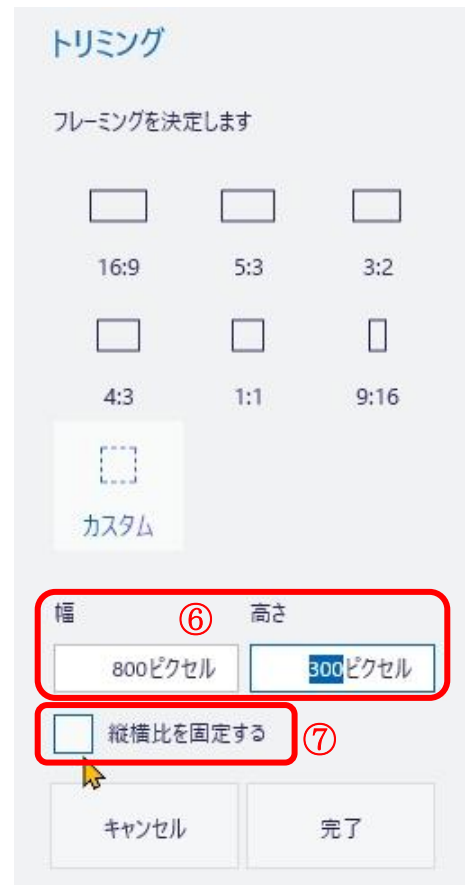 トリミング
フレーミングを決定します
16:9 5:3 3:2
4:3 1:1 9:16
カスタム
幅 ⑥ 高さ
800ピクセル 300ピクセル
縦横比を固定する ⑦
キャンセル 完了